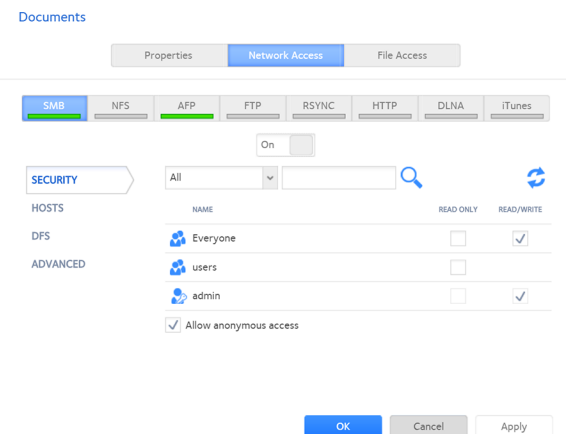 Documents
Properties Network Access File Access
SMB NFS AFP FTP RSYNC HTTP DLNA iTunes
On
SECURITY All
HOSTS NAME READ ONLY READ/WRITE
DFS Everyone
ADVANCED users
admin
Allow anonymous access
OK Cancel Apply